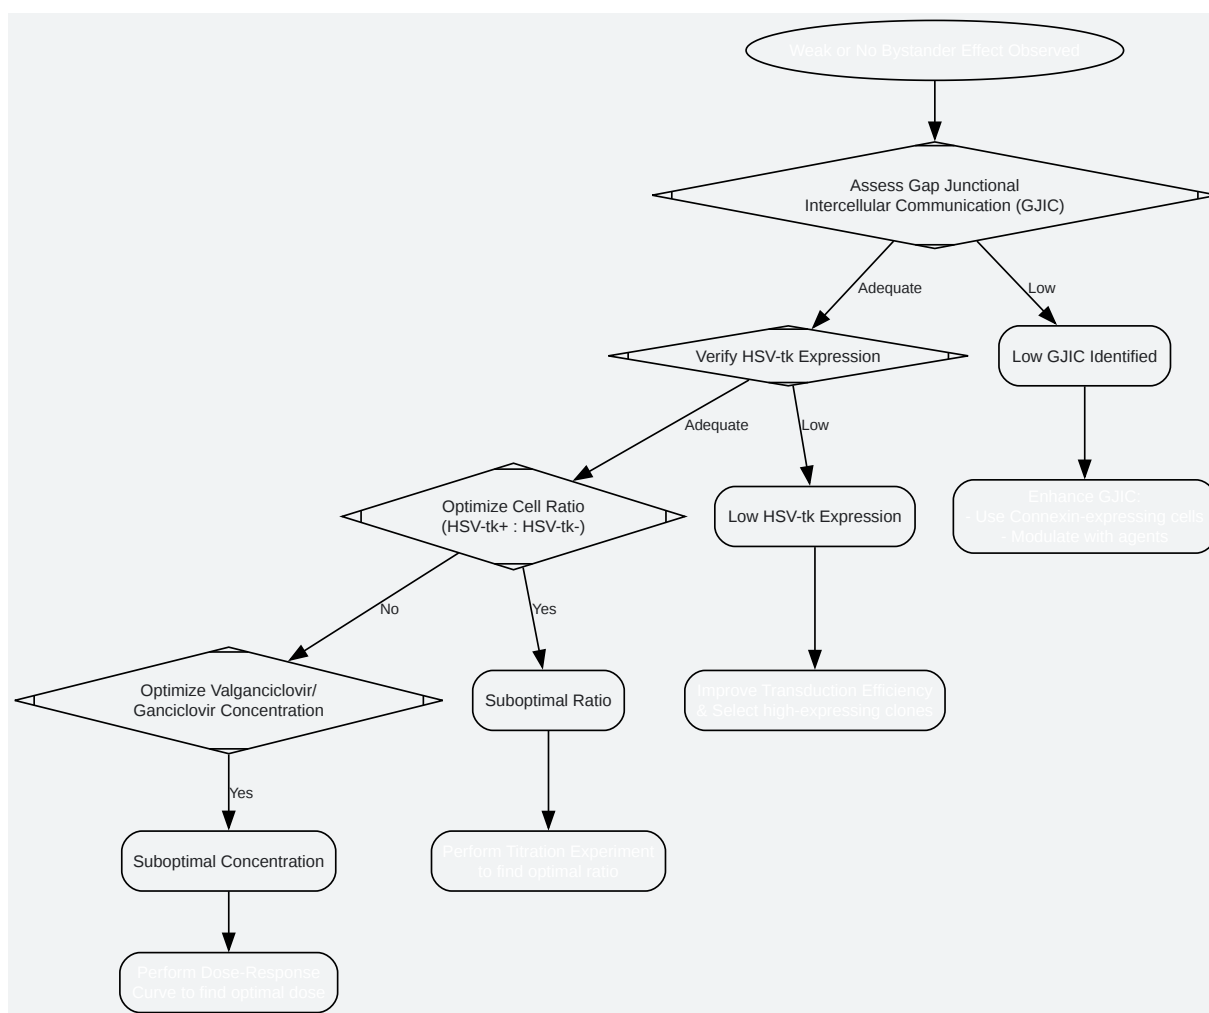 Weak or No Bystander Effect Observed
Assess Gap Junctional
Intercellular Communication (GJIC)
Adequate
Low
Verify HSV-tk Expression
Low GJIC Identified
Adequate
Low
Enhance GJIC:
- Use Connexin-expressing cells
- Modulate with agents
Optimize Cell Ratio
(HSV-tk+ : HSV-tk-)
Low HSV-tk Expression
No
Yes
Optimize Valganciclovir/
Ganciclovir Concentration
Suboptimal Ratio
Improve Transduction Efficiency
& Select high-expressing clones
Yes
Suboptimal Concentration
Perform Titration Experiment
to find optimal ratio
Perform Dose-Response
Curve to find optimal dose